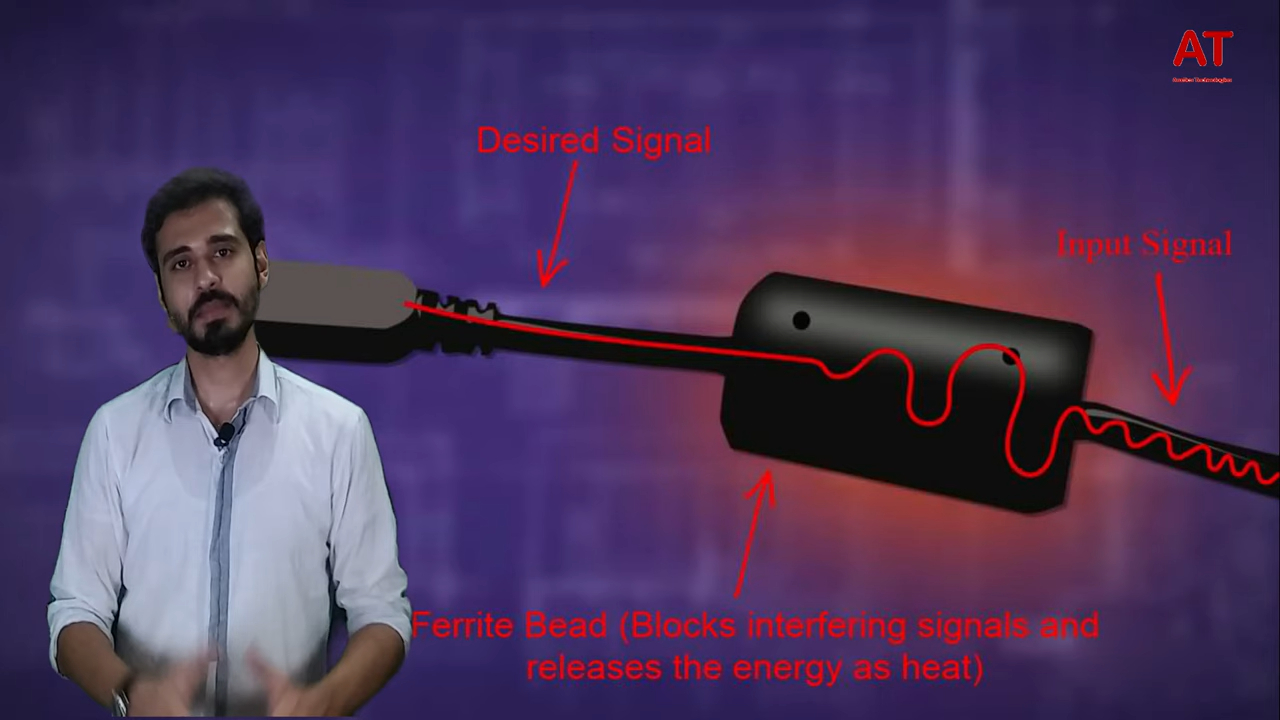 AT
Desired Signal
Input Signal
Ferrite Bead (Blocks interfering signals and
releases the energy as heat)